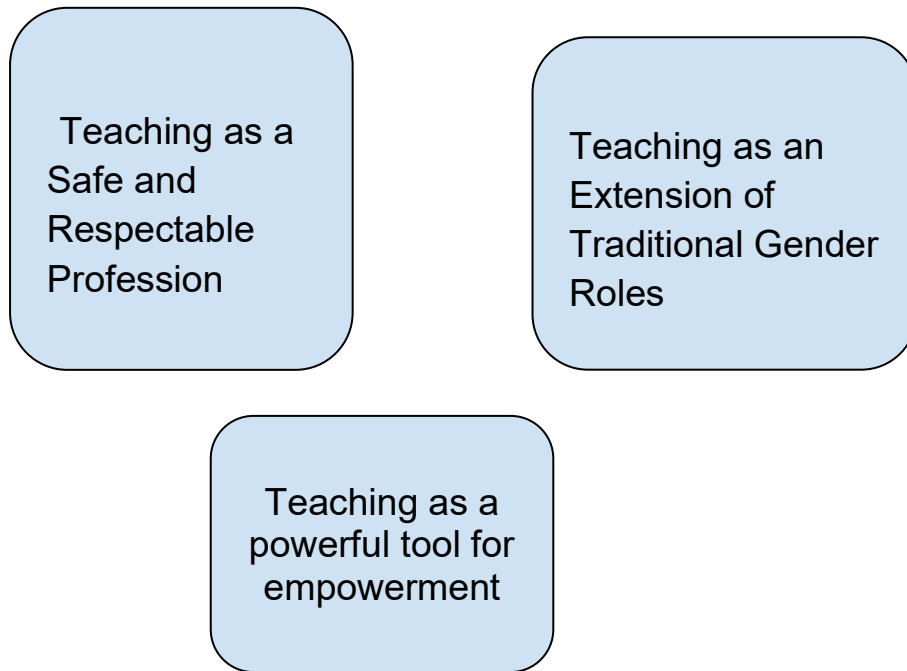 Teaching as a
Safe and
Respectable
Profession
Teaching as an
Extension of
Traditional Gender
Roles
Teaching as a
powerful tool for
empowerment